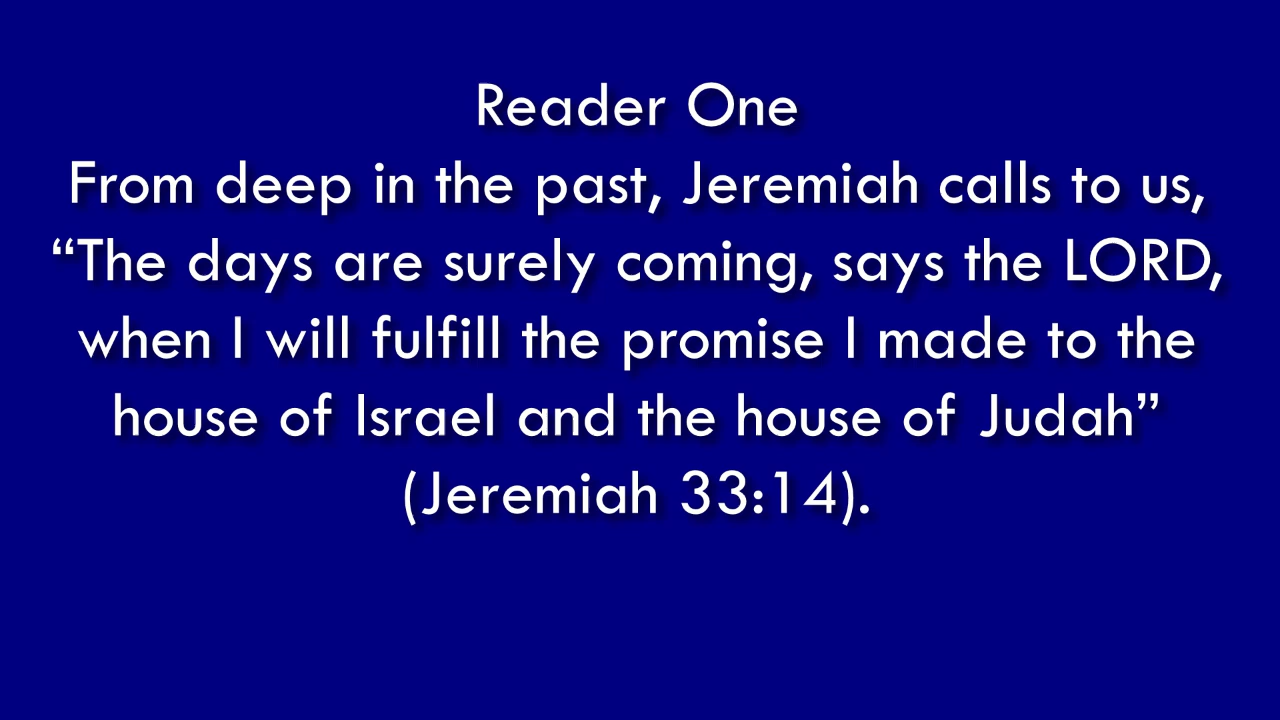 Reader One
From deep in the past, Jeremiah calls to us,
“The days are surely coming, says the LORD,
when I will fulfill the promise I made to the
house of Israel and the house of Judah”
(Jeremiah 33:14).